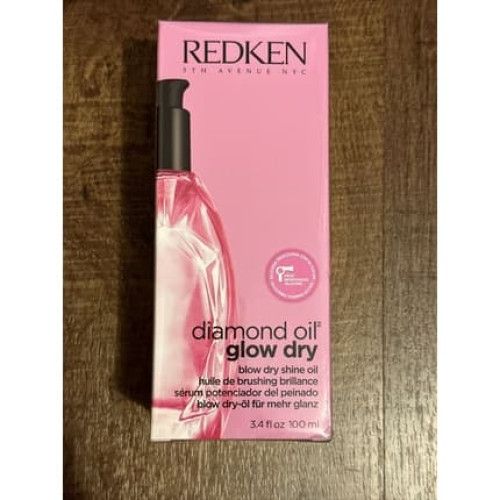 REDKEN
5TH AVENUE NYC
diamond oil®
glow dry
blow dry shine oil
huile de brushing brillance
sérum potenciador del peinado
blow dry-öl für mehr glanz
3.4 fl oz 100 ml